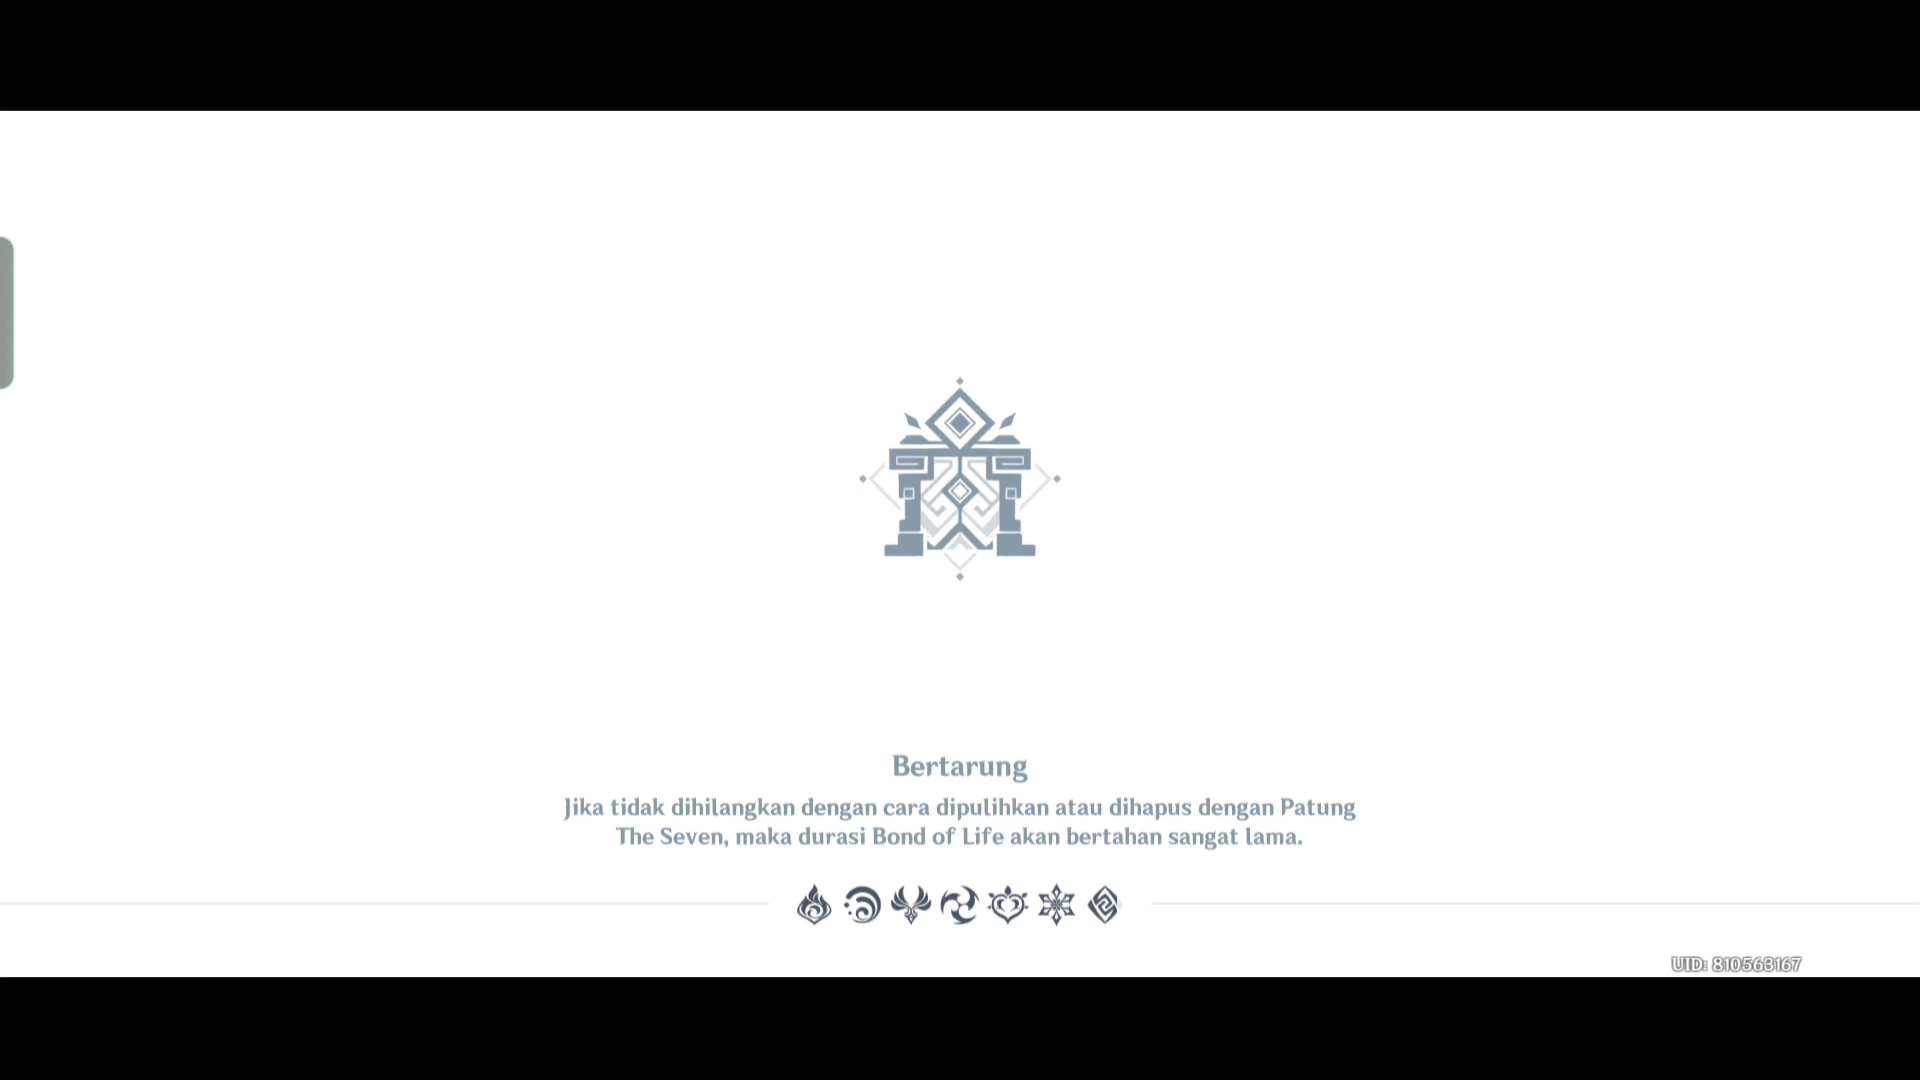 Bertarung
Jika tidak dihilangkan dengan cara dipulihkan atau dihapus dengan Patung
The Seven, maka durasi Bond of Life akan bertahan sangat lama.
UID: 810563167